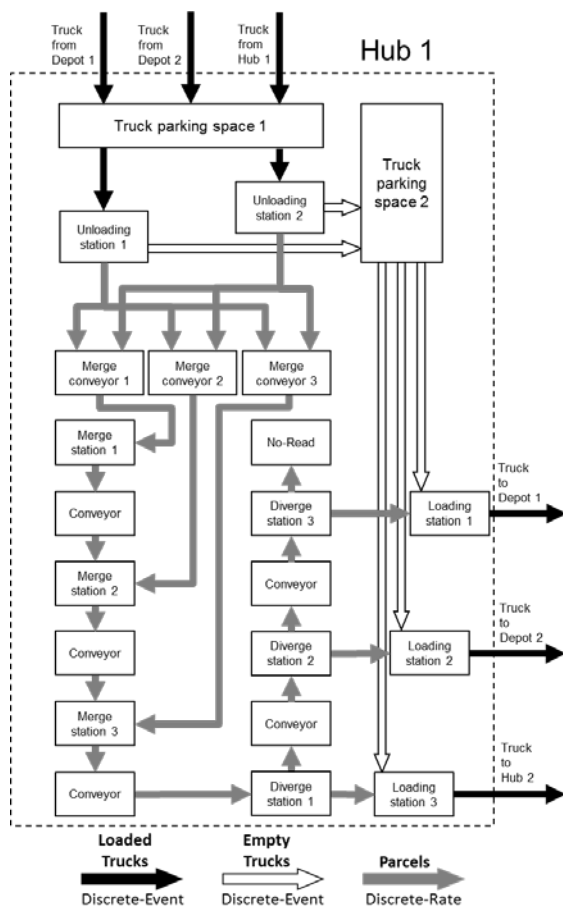 Truck
from
Depot 1
Truck
from
Depot 2
Truck
from
Hub 1
Hub 1
Truck parking space 1
Truck
parking
space 2
Unloading
station 2
Unloading
station 1
Merge
conveyor 1
Merge
conveyor 2
Merge
conveyor 3
Merge
station 1
No-Read
Conveyor
Diverge
station 3
Loading
station 1
Truck
to
Depot 1
Merge
station 2
Conveyor
Conveyor
Diverge
station 2
Loading
station 2
Truck
to
Depot 2
Merge
station 3
Conveyor
Conveyor
Diverge
station 1
Loading
station 3
Truck
to
Hub 2
Loaded
Trucks
Discrete-Event
Empty
Trucks
Discrete-Event
Parcels
Discrete-Rate